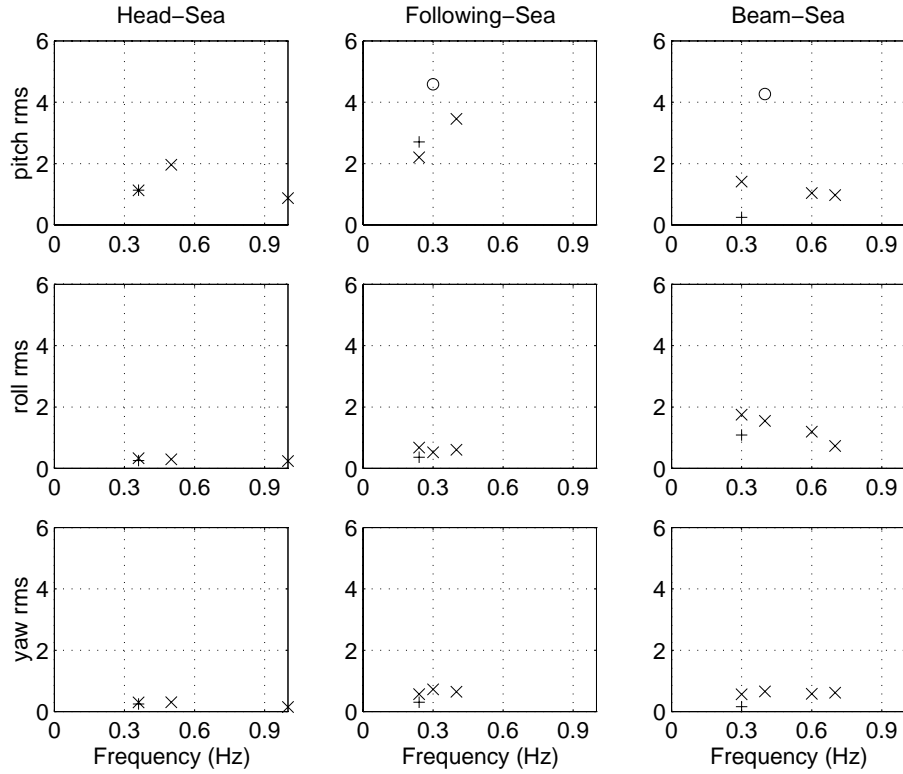 Head–Sea Following–Sea Beam–Sea
pitch rms
6 6 6
4 4 4
2 2 2
0 0 0
0 0.3 0.6 0.9 0 0.3 0.6 0.9 0 0.3 0.6 0.9
roll rms
6 6 6
4 4 4
2 2 2
0 0 0
0 0.3 0.6 0.9 0 0.3 0.6 0.9 0 0.3 0.6 0.9
yaw rms
6 6 6
4 4 4
2 2 2
0 0 0
0 0.3 0.6 0.9 0 0.3 0.6 0.9 0 0.3 0.6 0.9
Frequency (Hz) Frequency (Hz) Frequency (Hz)